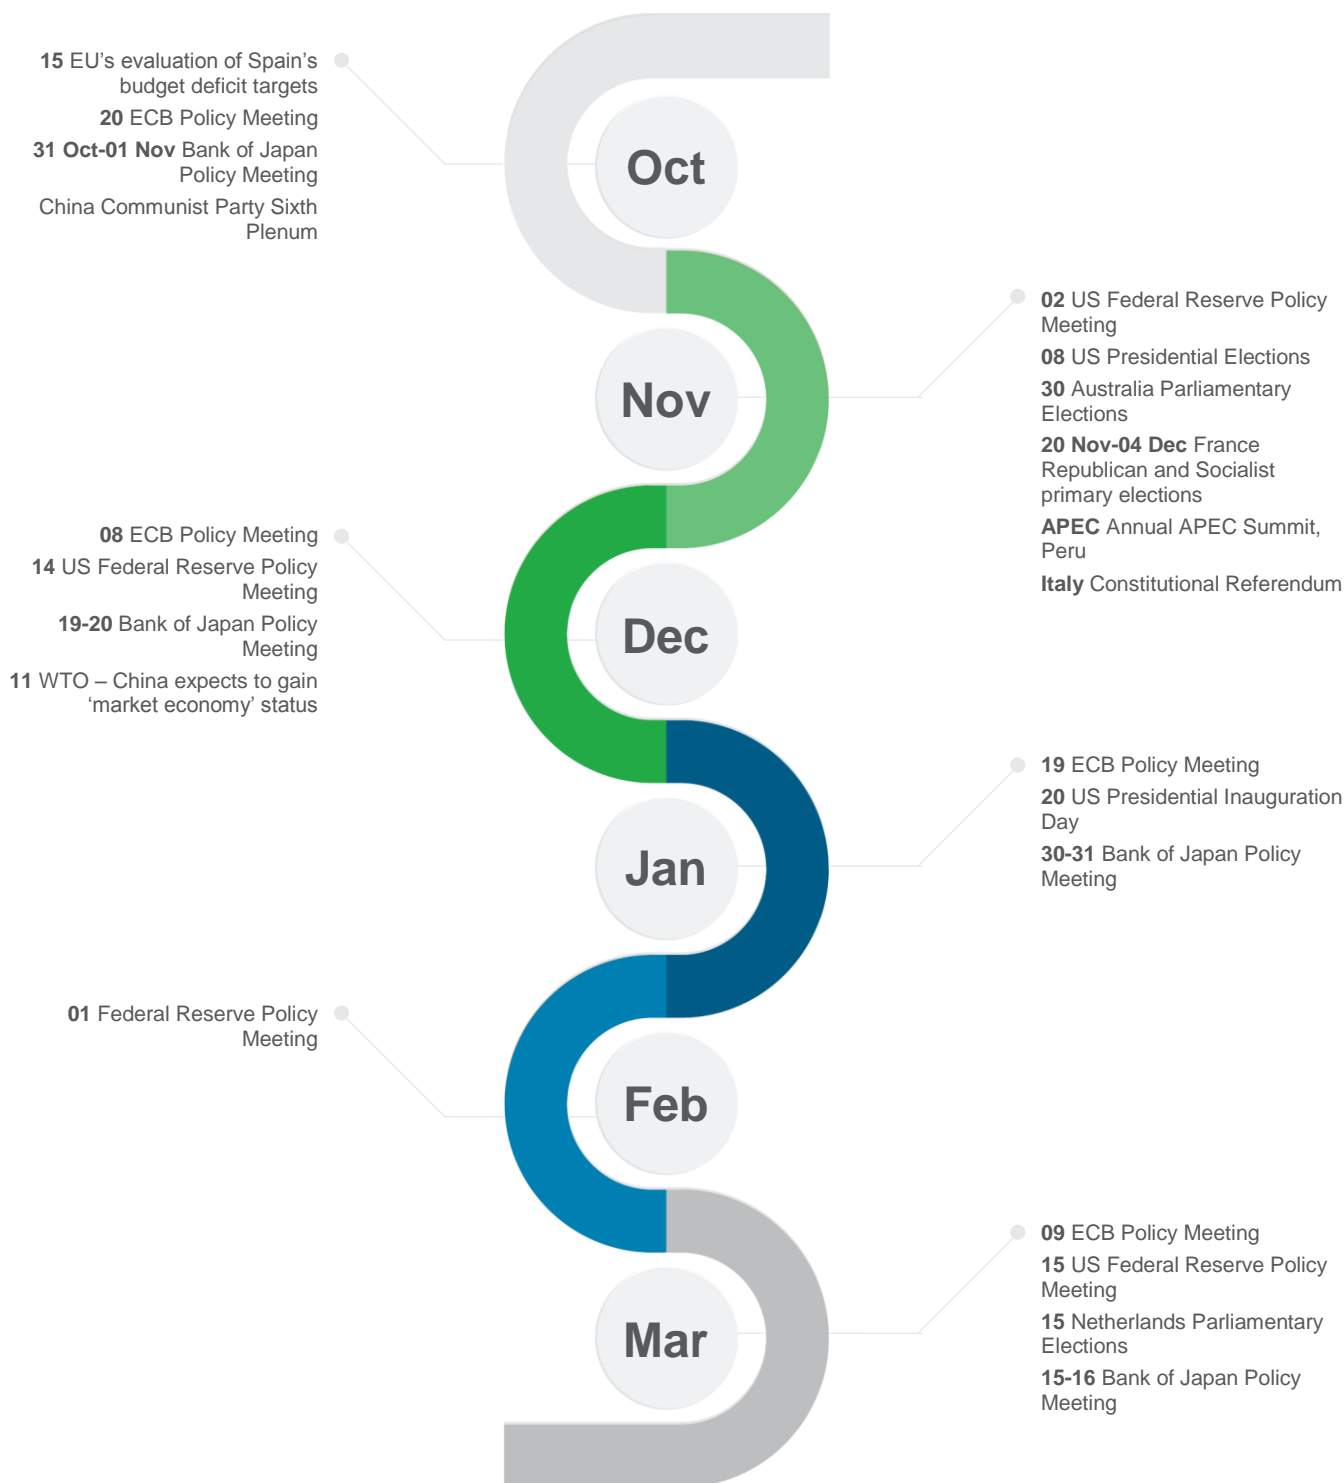 15 EU’s evaluation of Spain’s
budget deficit targets
20 ECB Policy Meeting
31 Oct-01 Nov Bank of Japan
Policy Meeting
China Communist Party Sixth
Plenum
Oct
02 US Federal Reserve Policy
Meeting
08 US Presidential Elections
30 Australia Parliamentary
Elections
20 Nov-04 Dec France
Republican and Socialist
primary elections
APEC Annual APEC Summit,
Peru
Italy Constitutional Referendum
Nov
08 ECB Policy Meeting
14 US Federal Reserve Policy
Meeting
19-20 Bank of Japan Policy
Meeting
11 WTO – China expects to gain
‘market economy’ status
Dec
19 ECB Policy Meeting
20 US Presidential Inauguration
Day
30-31 Bank of Japan Policy
Meeting
Jan
01 Federal Reserve Policy
Meeting
Feb
09 ECB Policy Meeting
15 US Federal Reserve Policy
Meeting
15 Netherlands Parliamentary
Elections
15-16 Bank of Japan Policy
Meeting
Mar